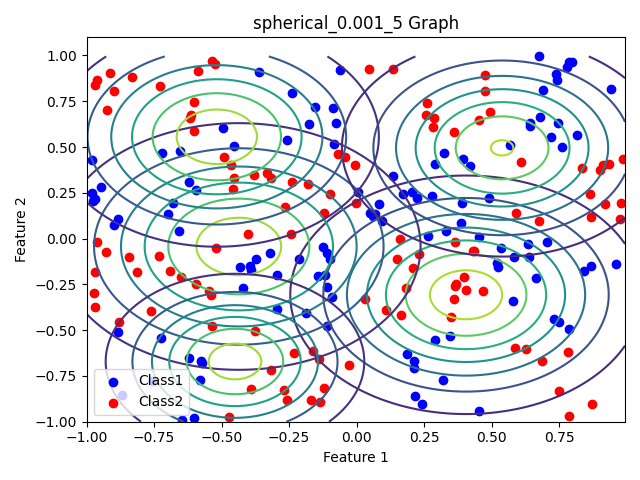 spherical_0.001_5 Graph
1.00
0.75
0.50
0.25
0.00
−0.25
−0.50
−0.75
−1.00
Feature 2
Class1
Class2
−1.00 −0.75 −0.50 −0.25 0.00 0.25 0.50 0.75
Feature 1